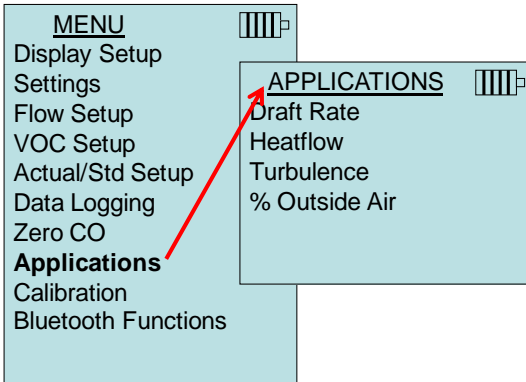 MENU
Display Setup
Settings
Flow Setup
VOC Setup
Actual/Std Setup
Data Logging
Zero CO
Applications
Calibration
Bluetooth Functions
APPLICATIONS
Draft Rate
Heatflow
Turbulence
% Outside Air